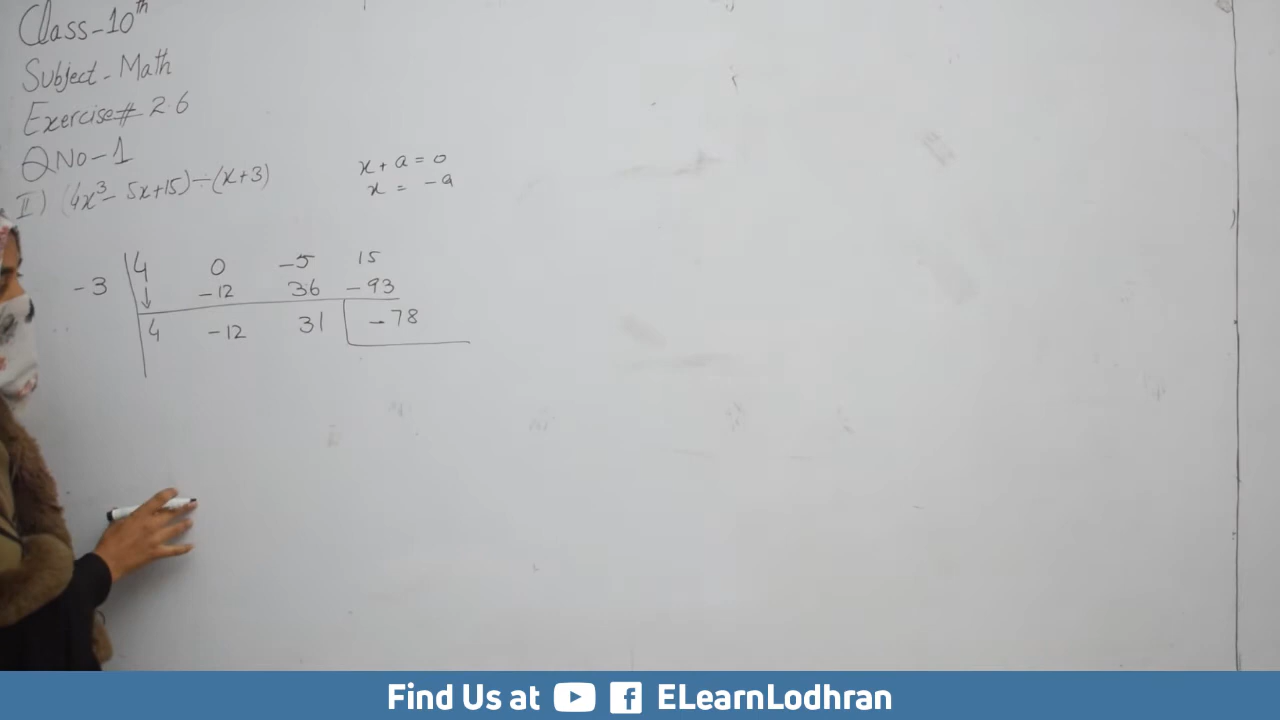 Class-10th
Subject-Math
Exercise# 2.6
QNo-1
II) (4x³- 5x+15)÷(x+3)
x + a = 0
x = -a
-3 4 0 -5 15
↓ -12 36 -93
4 -12 31 -78
Find Us at ELearnLodhran